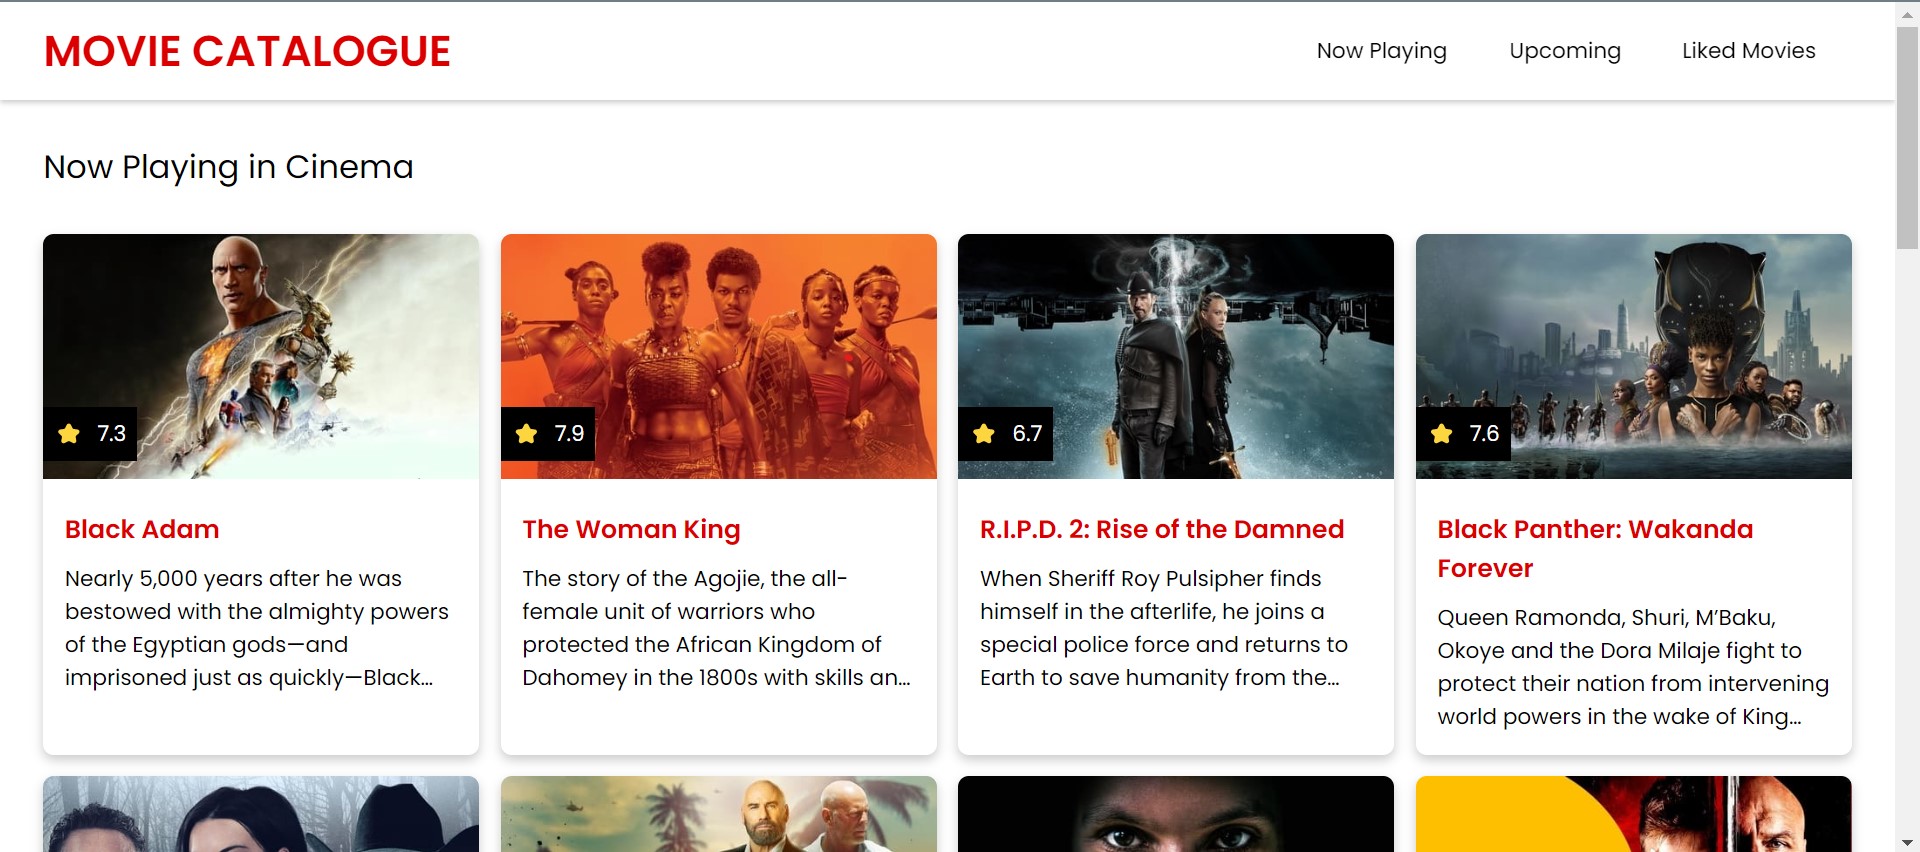 MOVIE CATALOGUE
Now Playing
Upcoming
Liked Movies
Now Playing in Cinema
7.3
Black Adam
Nearly 5,000 years after he was
bestowed with the almighty powers
of the Egyptian gods—and
imprisoned just as quickly—Black...
7.9
The Woman King
The story of the Agojie, the all-
female unit of warriors who
protected the African Kingdom of
Dahomey in the 1800s with skills an...
6.7
R.I.P.D. 2: Rise of the Damned
When Sheriff Roy Pulsipher finds
himself in the afterlife, he joins a
special police force and returns to
Earth to save humanity from the...
7.6
Black Panther: Wakanda
Forever
Queen Ramonda, Shuri, M’Baku,
Okoye and the Dora Milaje fight to
protect their nation from intervening
world powers in the wake of King...